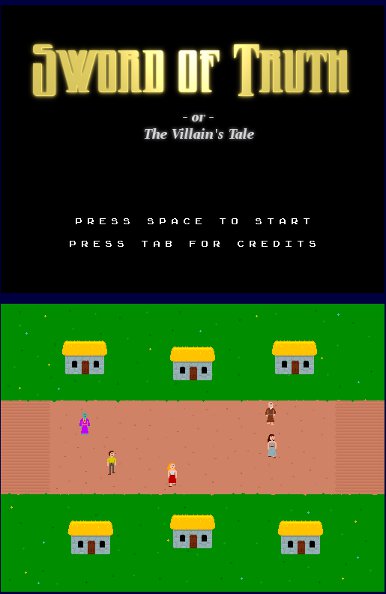 Sword of Truth
- or -
The Villain's Tale
PRESS SPACE TO START
PRESS TAB FOR CREDITS